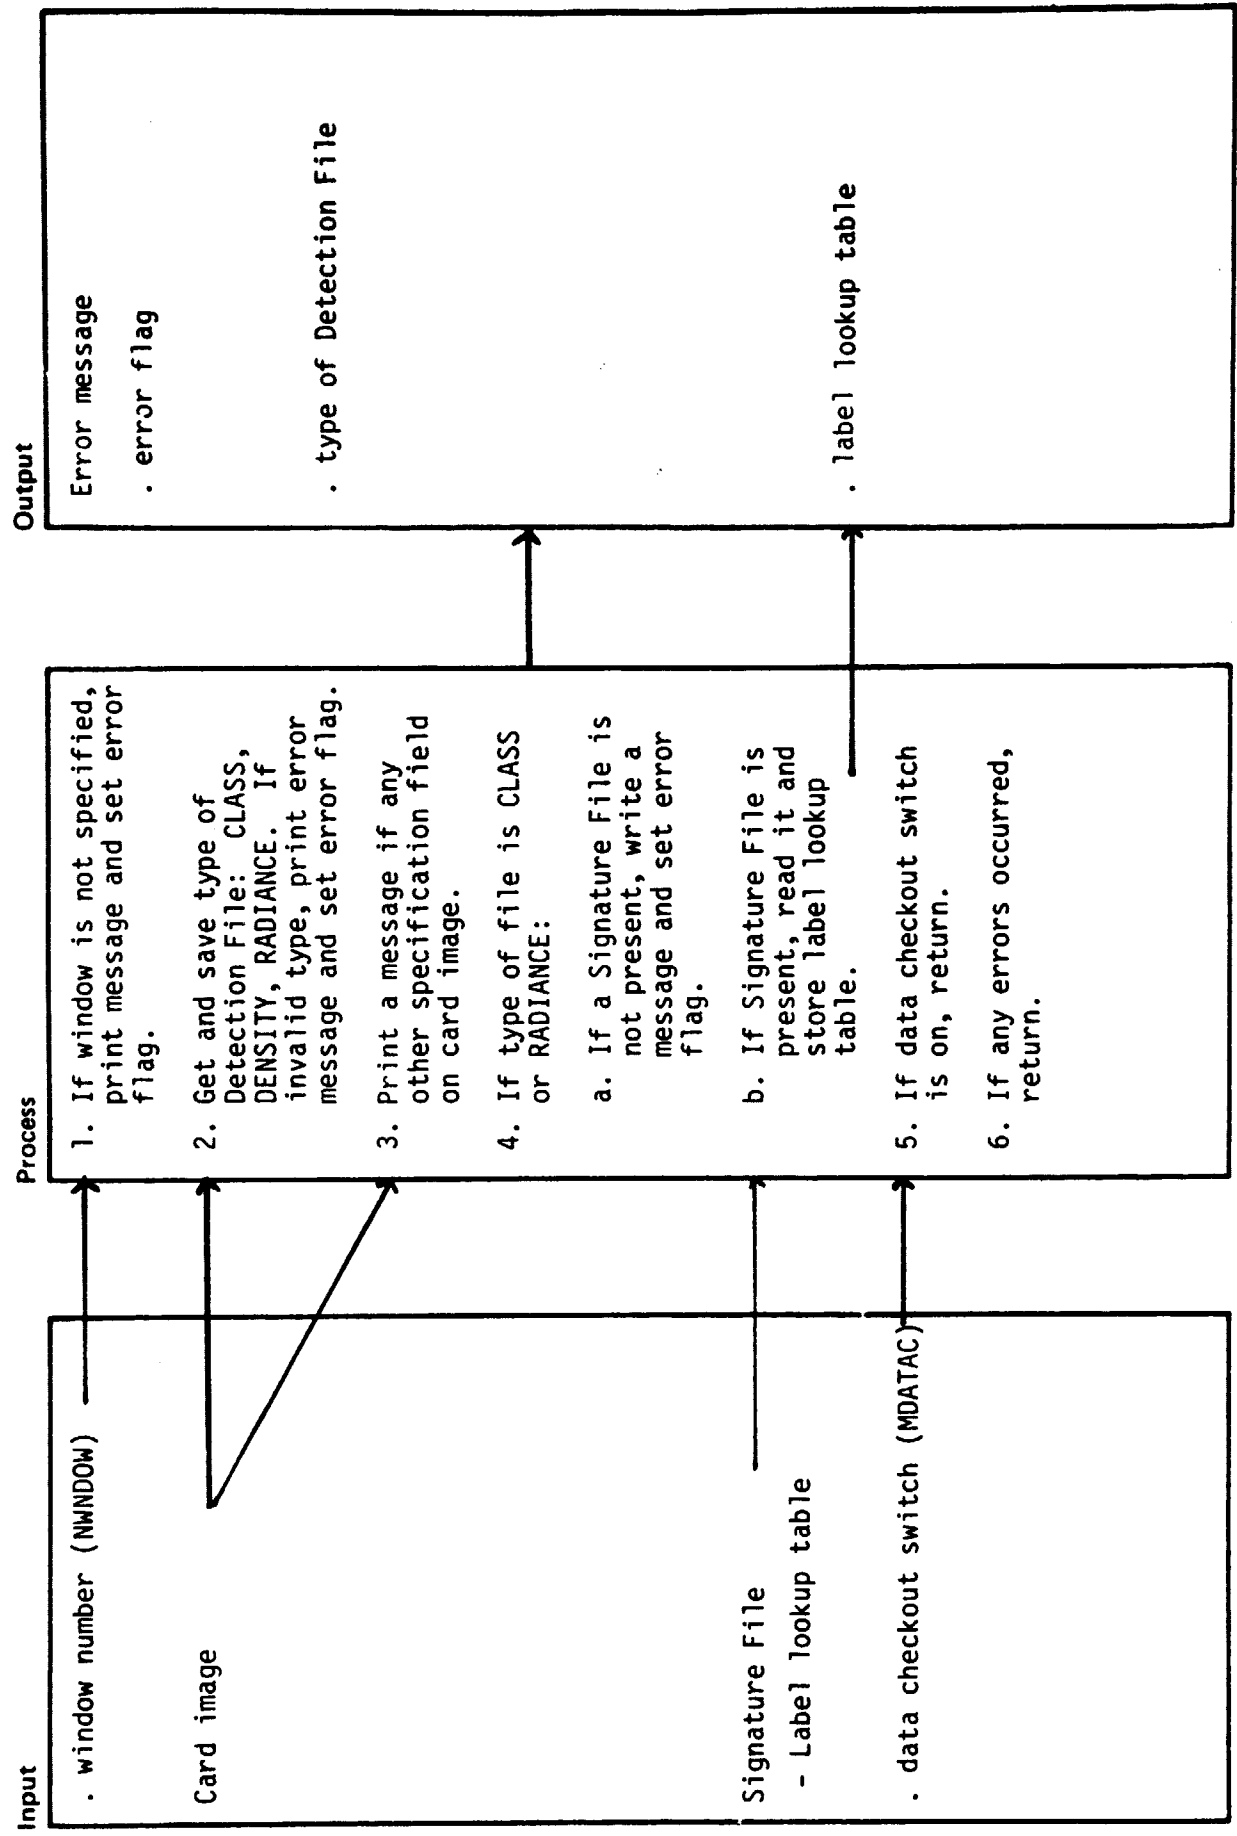 Input
. window number (NWNDOW)
Card image
Signature File
- Label lookup table
. data checkout switch (MDATAC)
Process
1. If window is not specified,
print message and set error
flag.
2. Get and save type of
Detection File: CLASS,
DENSITY, RADIANCE. If
invalid type, print error
message and set error flag.
3. Print a message if any
other specification field
on card image.
4. If type of file is CLASS
or RADIANCE:
a. If a Signature File is
not present, write a
message and set error
flag.
b. If Signature File is
present, read it and
store label lookup
table.
5. If data checkout switch
is on, return.
6. If any errors occurred,
return.
Output
Error message
. error flag
. type of Detection File
. label lookup table